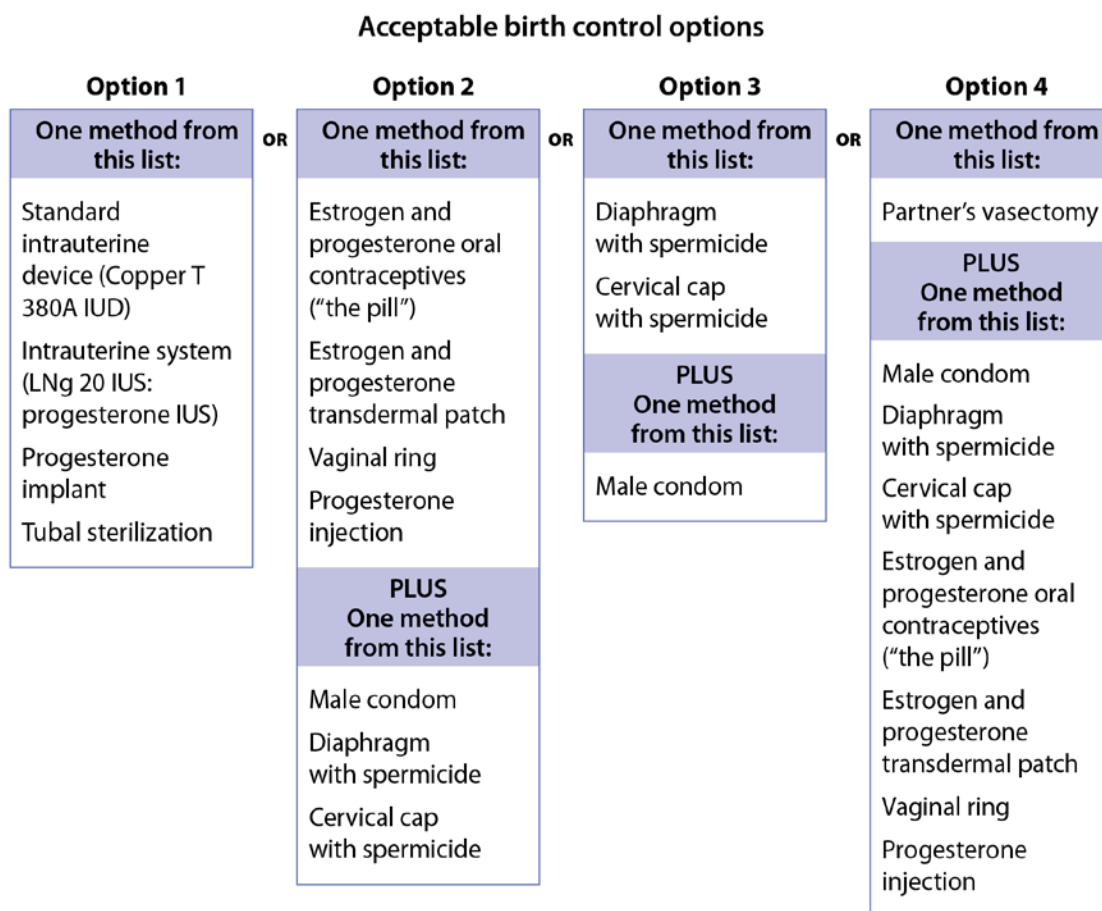 Acceptable birth control options
Option 1
One method from
this list:
Standard
intrauterine
device (Copper T
380A IUD)
Intrauterine system
(LNg 20 IUS:
progesterone IUS)
Progesterone
implant
Tubal sterilization
OR
Option 2
One method from
this list:
Estrogen and
progesterone oral
contraceptives
(“the pill”)
Estrogen and
progesterone
transdermal patch
Vaginal ring
Progesterone
injection
PLUS
One method
from this list:
Male condom
Diaphragm
with spermicide
Cervical cap
with spermicide
OR
Option 3
One method from
this list:
Diaphragm
with spermicide
Cervical cap
with spermicide
PLUS
One method
from this list:
Male condom
OR
Option 4
One method from
this list:
Partner’s vasectomy
PLUS
One method
from this list:
Male condom
Diaphragm
with spermicide
Cervical cap
with spermicide
Estrogen and
progesterone oral
contraceptives
(“the pill”)
Estrogen and
progesterone
transdermal patch
Vaginal ring
Progesterone
injection